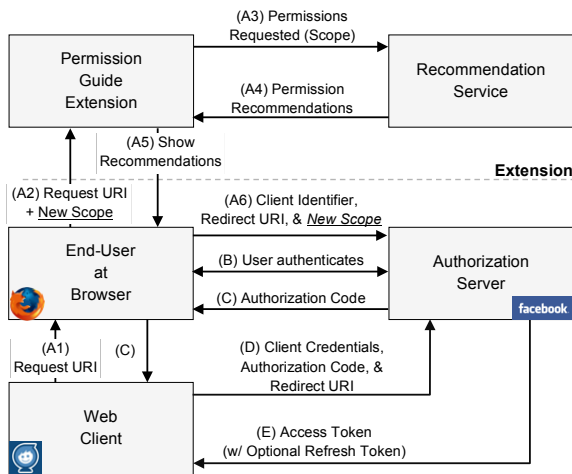 (A3) Permissions
Requested (Scope)
Permission
Guide
Extension
Recommendation
Service
(A4) Permission
Recommendations
(A5) Show
Recommendations
Extension
(A2) Request URI
+ New Scope
(A6) Client Identifier,
Redirect URI, & New Scope
End-User
at
Browser
(B) User authenticates
Authorization
Server
(C) Authorization Code
facebook
(A1)
Request URI
(C)
(D) Client Credentials,
Authorization Code, &
Redirect URI
Web
Client
(E) Access Token
(w/ Optional Refresh Token)